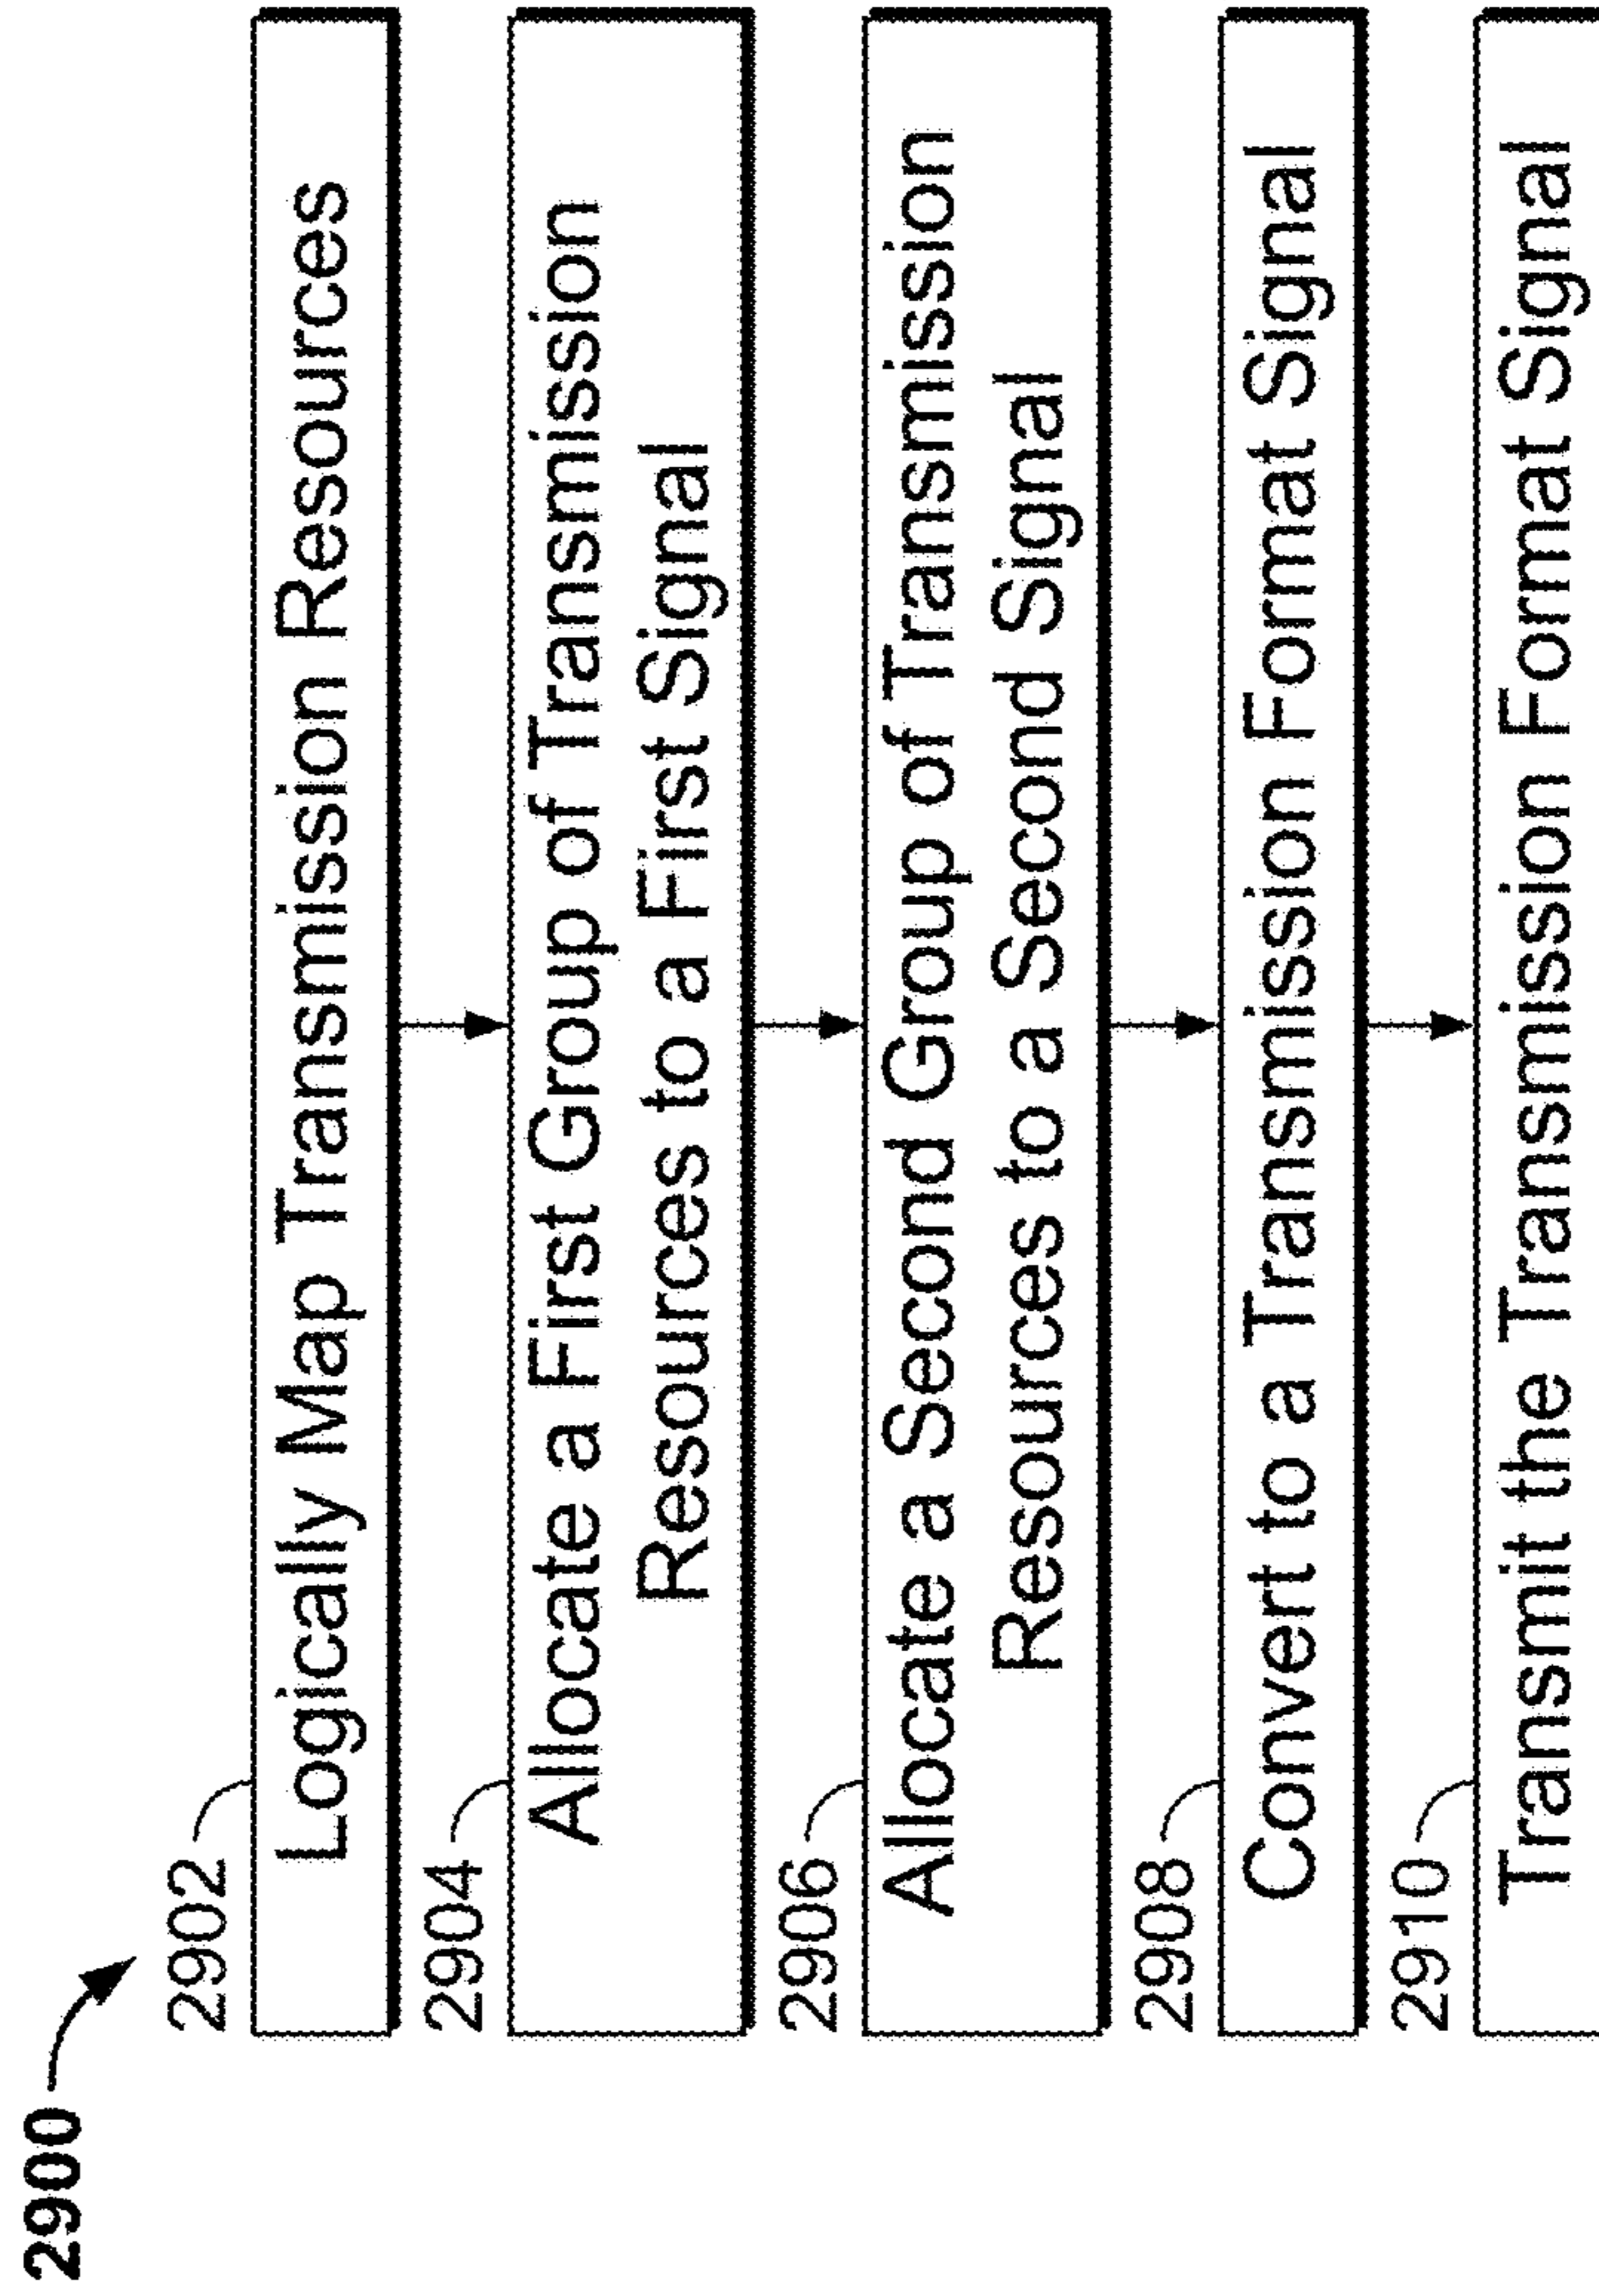 2900
2902
Logically Map Transmission Resources
2904
Allocate a First Group of Transmission
Resources to a First Signal
2906
Allocate a Second Group of Transmission
Resources to a Second Signal
2908
Convert to a Transmission Format Signal
2910
Transmit the Transmission Format Signal